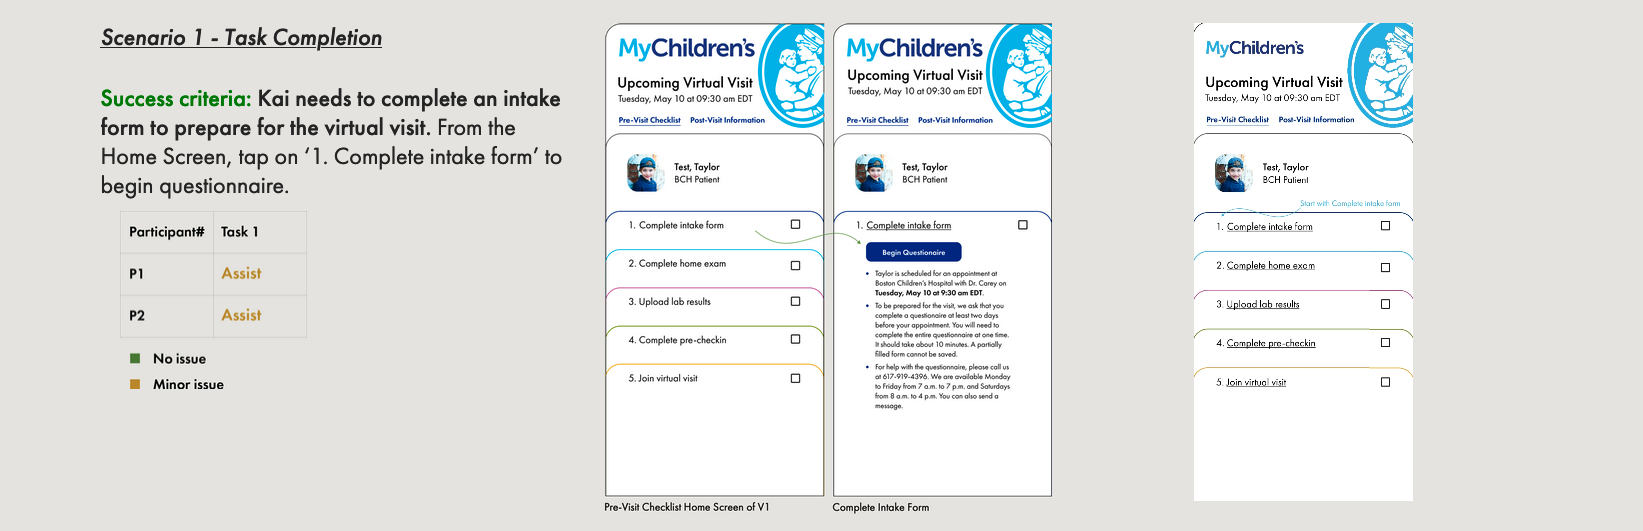 Scenario 1 - Task Completion
Success criteria: Kai needs to complete an intake
form to prepare for the virtual visit. From the
Home Screen, tap on ‘1. Complete intake form’ to
begin questionnaire.
Participant# Task 1
P1 Assist
P2 Assist
No issue
Minor issue
MyChildren's
Upcoming Virtual Visit
Tuesday, May 10 at 09:30 am EDT
Pre-Visit Checklist Post-Visit Information
Test, Taylor
BCH Patient
1. Complete intake form
2. Complete home exam
3. Upload lab results
4. Complete pre-checkin
5. Join virtual visit
Pre-Visit Checklist Home Screen of V1
MyChildren's
Upcoming Virtual Visit
Tuesday, May 10 at 09:30 am EDT
Pre-Visit Checklist Post-Visit Information
Test, Taylor
BCH Patient
1. Complete intake form
Begin Questionaire
Taylor is scheduled for an appointment at
Boston Children's Hospital with Dr. Carey on
Tuesday, May 10 at 9:30 am EDT.
To be prepared for the visit, we ask that you
complete a questionaire at least two days
before your appointment. You will need to
complete the entire questionnaire at one time.
It should take about 10 minutes. A partially
filled form cannot be saved.
For help with the questionnaire, please call us
at 617-919-4396. We are available Monday
to Friday from 7 a.m. to 7 p.m. and Saturdays
from 8 a.m. to 4 p.m. You can also send a
message.
Complete Intake Form
MyChildren's
Upcoming Virtual Visit
Tuesday, May 10 at 09:30 am EDT
Pre-Visit Checklist Post-Visit Information
Test, Taylor
BCH Patient
Start with Complete intake form
1. Complete intake form
2. Complete home exam
3. Upload lab results
4. Complete pre-checkin
5. Join virtual visit